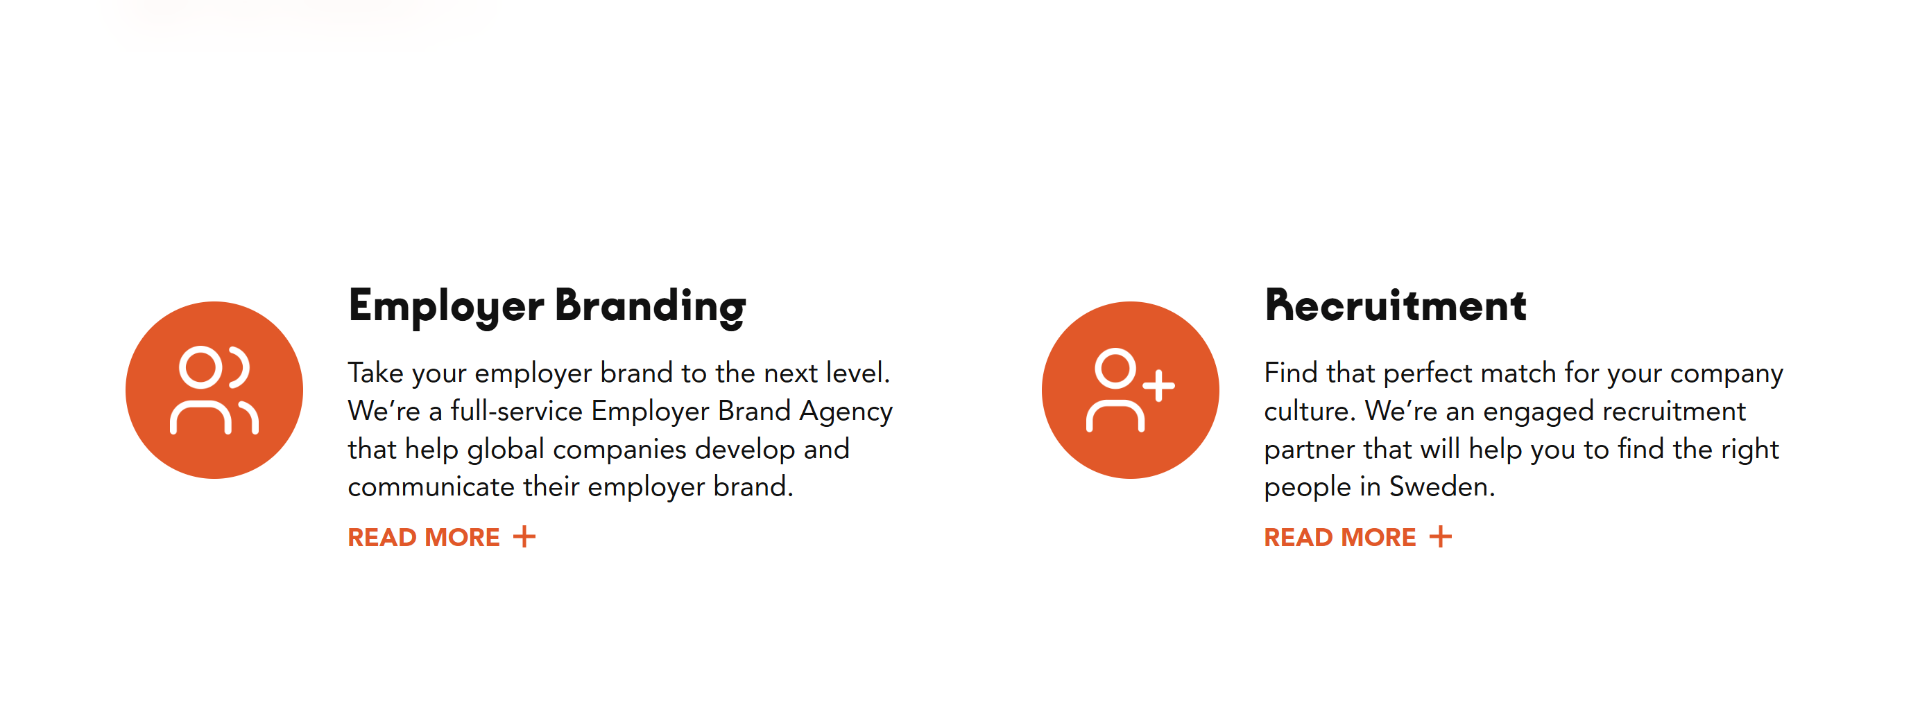 Employer Branding
Take your employer brand to the next level.
We’re a full-service Employer Brand Agency
that help global companies develop and
communicate their employer brand.
READ MORE +
Recruitment
Find that perfect match for your company
culture. We’re an engaged recruitment
partner that will help you to find the right
people in Sweden.
READ MORE +